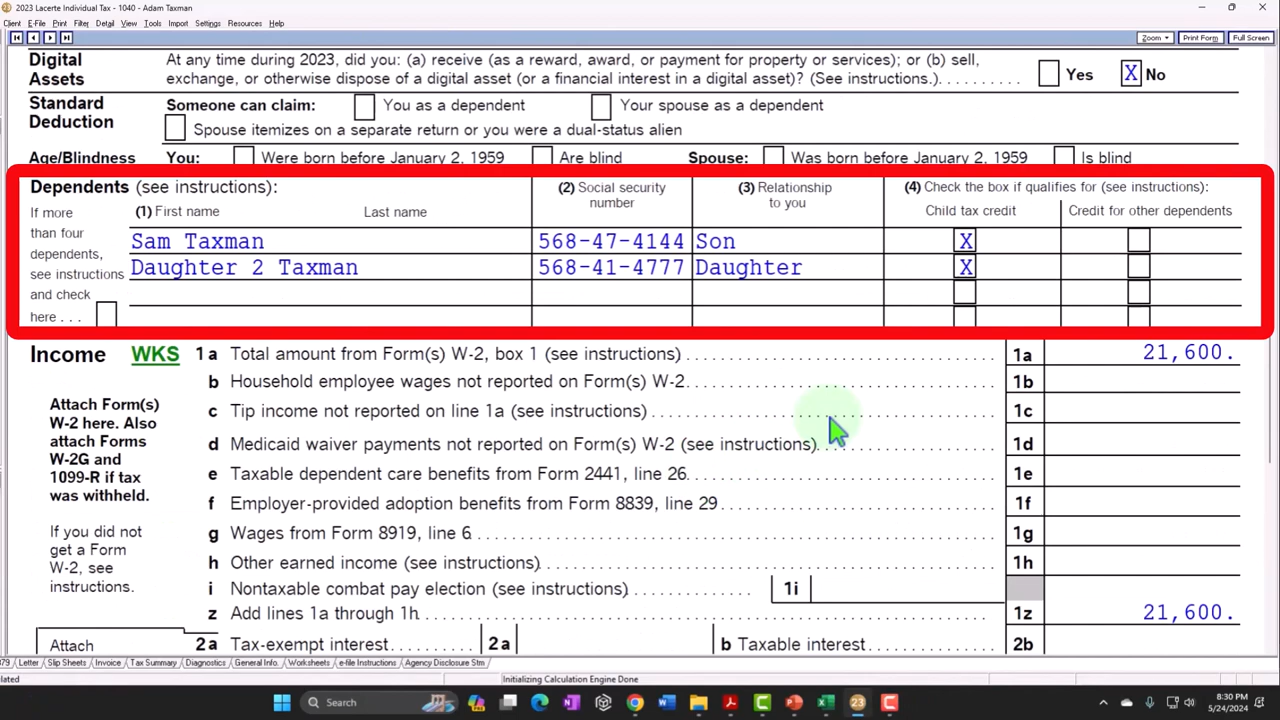 2023 Lacerte Individual Tax - 1040 - Adam Taxman
Client E-File Print Filter Detail View Tools Import Settings Resources Help
Zoom Print Form Full Screen
Digital Assets
At any time during 2023, did you: (a) receive (as a reward, award, or payment for property or services); or (b) sell,
exchange, or otherwise dispose of a digital asset (or a financial interest in a digital asset)? (See instructions.) Yes X No
Standard Deduction
Someone can claim: You as a dependent Your spouse as a dependent
Spouse itemizes on a separate return or you were a dual-status alien
Age/Blindness You: Were born before January 2, 1959 Are blind Spouse: Was born before January 2, 1959 Is blind
Dependents (see instructions):
If more
than four
dependents,
see instructions
and check
here . . .
(1) First name Last name
(2) Social security
number
(3) Relationship
to you
(4) Check the box if qualifies for (see instructions):
Child tax credit Credit for other dependents
Sam Taxman 568-47-4144 Son X
Daughter 2 Taxman 568-41-4777 Daughter X
Income WKS
1a Total amount from Form(s) W-2, box 1 (see instructions) 1a 21,600.
b Household employee wages not reported on Form(s) W-2 1b
c Tip income not reported on line 1a (see instructions) 1c
d Medicaid waiver payments not reported on Form(s) W-2 (see instructions) 1d
e Taxable dependent care benefits from Form 2441, line 26 1e
f Employer-provided adoption benefits from Form 8839, line 29 1f
g Wages from Form 8919, line 6 1g
h Other earned income (see instructions) 1h
i Nontaxable combat pay election (see instructions) 1i
z Add lines 1a through 1h 1z 21,600.
Attach Form(s)
W-2 here. Also
attach Forms
W-2G and
1099-R if tax
was withheld.
If you did not
get a Form
W-2, see
instructions.
Attach
2a Tax-exempt interest 2a b Taxable interest 2b
379 Letter Slip Sheets Invoice Tax Summary Diagnostics General Info. Worksheets e-file Instructions Agency Disclosure Stm
lated Initializing Calculation Engine Done
Search
23
8:30 PM
5/24/2024